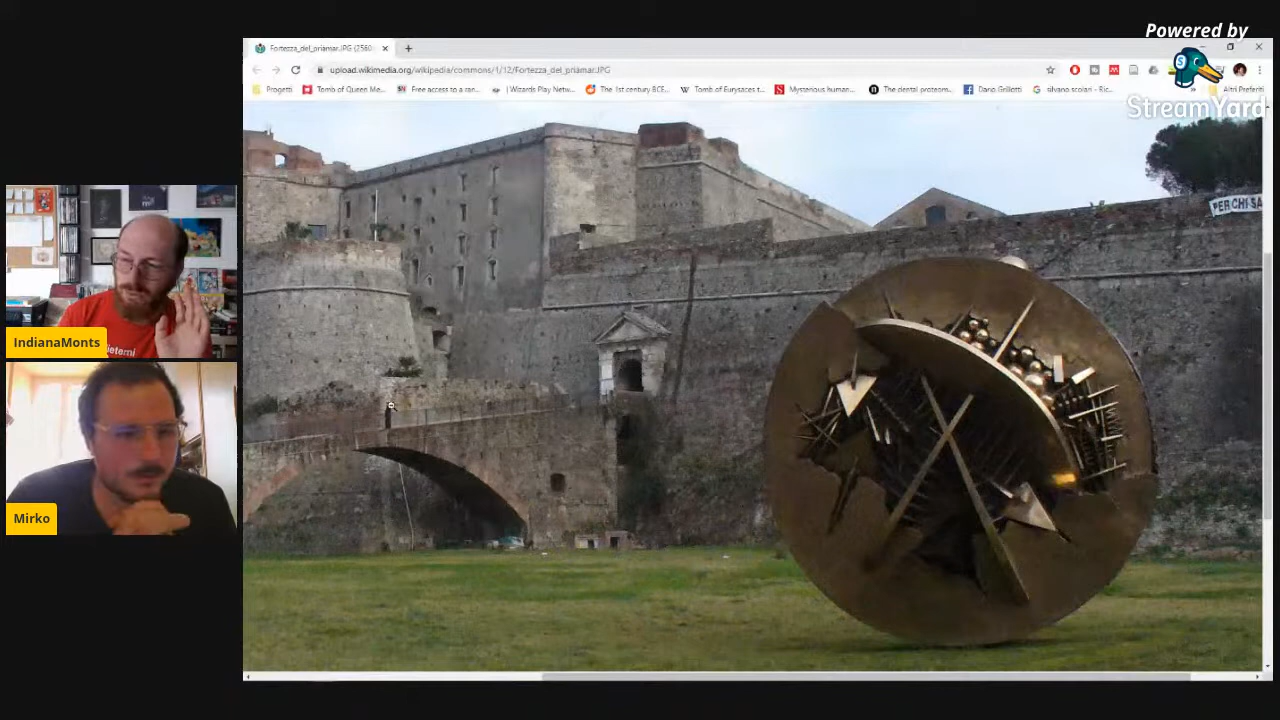 Powered by
StreamYard
Fortezza_del_priamar.JPG (2560
upload.wikimedia.org/wikipedia/commons/1/12/Fortezza_del_priamar.JPG
Progetti
Tomb of Queen Me...
Free access to a ran...
| Wizards Play Netw...
The 1st century BCE...
Tomb of Eurysaces t...
Mysterious human...
The dental proteom...
Dario Grillotti
silvano scolari - Ric...
»
Altri Preferiti
PER CHI SA
IndianaMonts
Mirko